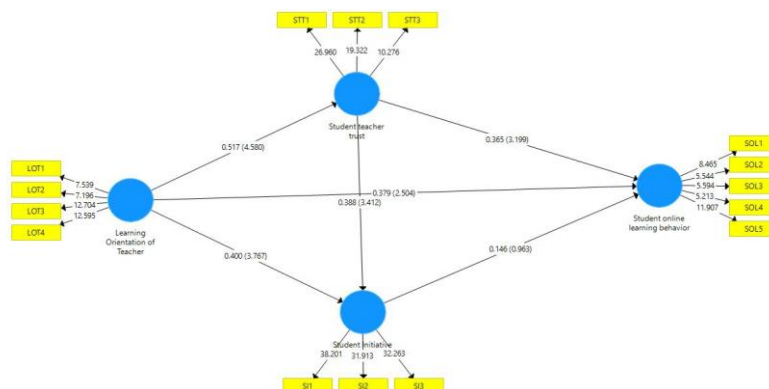 STT1 STT2 STT3
26.960 19.322 10.276
Student teacher
trust
0.517 (4.580)
0.365 (3.199)
LOT1
LOT2
LOT3
LOT4
7.539
7.196
12.704
12.595
Learning
Orientation of
Teacher
0.379 (2.504)
0.388 (3.412)
SOL1
SOL2
SOL3
SOL4
SOL5
8.465
5.544
5.594
5.213
11.907
Student online
learning behavior
0.400 (3.767)
0.146 (0.963)
Student Initiative
38.201 31.913 32.263
SI1 SI2 SI3